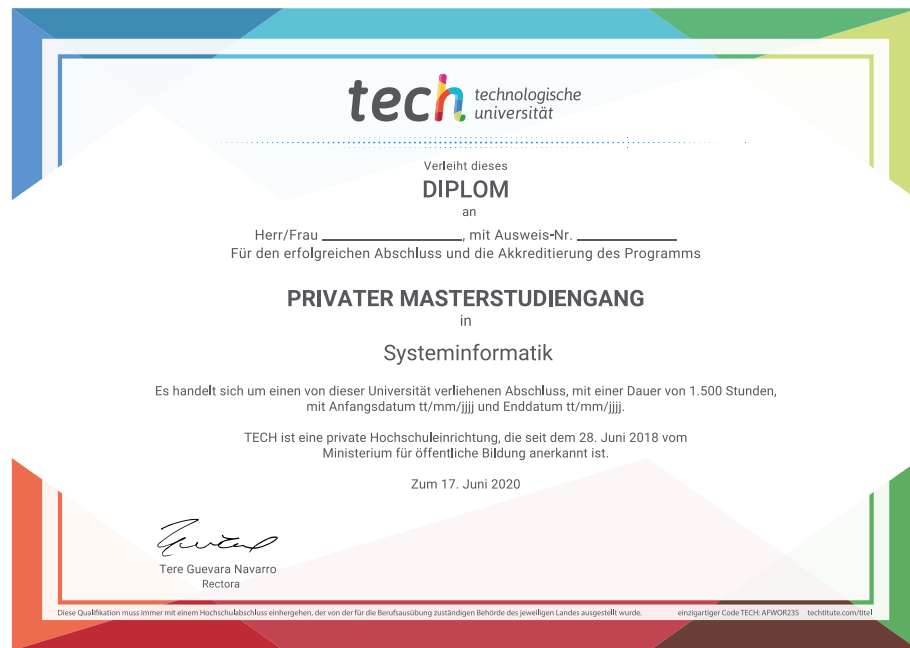 tech technologische
universität
Verleiht dieses
DIPLOM
an
Herr/Frau ____________, mit Ausweis-Nr. ____________
Für den erfolgreichen Abschluss und die Akkreditierung des Programms
PRIVATER MASTERSTUDIENGANG
in
Systeminformatik
Es handelt sich um einen von dieser Universität verliehenen Abschluss, mit einer Dauer von 1.500 Stunden,
mit Anfangsdatum tt/mm/jjjj und Enddatum tt/mm/jjjj.
TECH ist eine private Hochschuleinrichtung, die seit dem 28. Juni 2018 vom
Ministerium für öffentliche Bildung anerkannt ist.
Zum 17. Juni 2020
Tere Guevara Navarro
Rectora
Diese Qualifikation muss immer mit einem Hochschulabschluss einhergehen, der von der für die Berufsausübung zuständigen Behörde des jeweiligen Landes ausgestellt wurde. einzigartiger Code TECH: AFWOR23S techtitute.com/titel